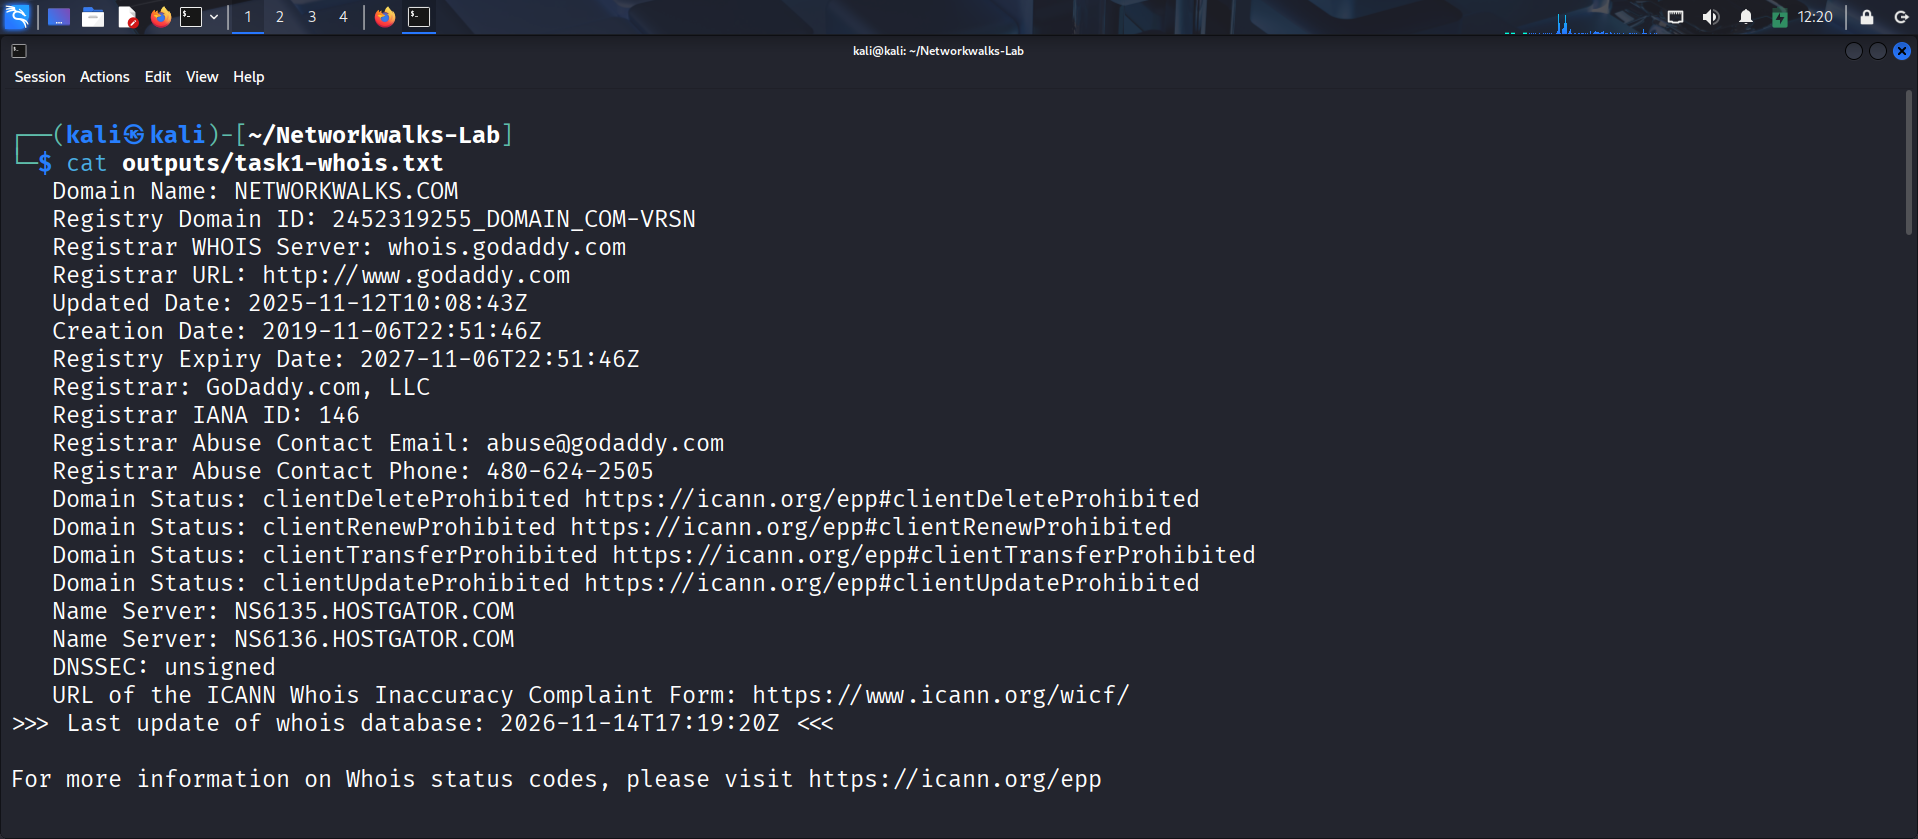 1 2 3 4 12:20
kali@kali: ~/Networkwalks-Lab
Session Actions Edit View Help
(kali㉿kali)-[~/Networkwalks-Lab]
$ cat outputs/task1-whois.txt
Domain Name: NETWORKWALKS.COM
Registry Domain ID: 2452319255_DOMAIN_COM-VRSN
Registrar WHOIS Server: whois.godaddy.com
Registrar URL: http://www.godaddy.com
Updated Date: 2025-11-12T10:08:43Z
Creation Date: 2019-11-06T22:51:46Z
Registry Expiry Date: 2027-11-06T22:51:46Z
Registrar: GoDaddy.com, LLC
Registrar IANA ID: 146
Registrar Abuse Contact Email: abuse@godaddy.com
Registrar Abuse Contact Phone: 480-624-2505
Domain Status: clientDeleteProhibited https://icann.org/epp#clientDeleteProhibited
Domain Status: clientRenewProhibited https://icann.org/epp#clientRenewProhibited
Domain Status: clientTransferProhibited https://icann.org/epp#clientTransferProhibited
Domain Status: clientUpdateProhibited https://icann.org/epp#clientUpdateProhibited
Name Server: NS6135.HOSTGATOR.COM
Name Server: NS6136.HOSTGATOR.COM
DNSSEC: unsigned
URL of the ICANN Whois Inaccuracy Complaint Form: https://www.icann.org/wicf/
>>> Last update of whois database: 2026-11-14T17:19:20Z <<<
For more information on Whois status codes, please visit https://icann.org/epp